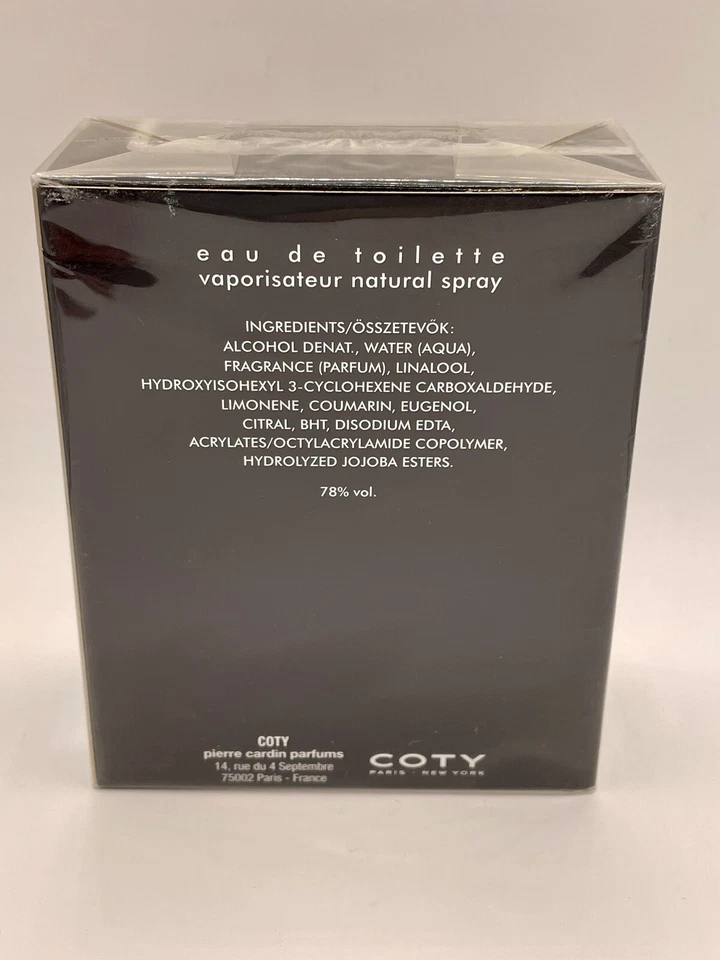 eau de toilette
vaporisateur natural spray
INGREDIENTS/ÖSSZETEVŐK:
ALCOHOL DENAT., WATER (AQUA),
FRAGRANCE (PARFUM), LINALOOL,
HYDROXYISOHEXYL 3-CYCLOHEXENE CARBOXALDEHYDE,
LIMONENE, COUMARIN, EUGENOL,
CITRAL, BHT, DISODIUM EDTA,
ACRYLATES/OCTYLACRYLAMIDE COPOLYMER,
HYDROLYZED JOJOBA ESTERS.
78% vol.
COTY
pierre cardin parfums
14, rue du 4 Septembre
75002 Paris - France
COTY
PARIS · NEW YORK